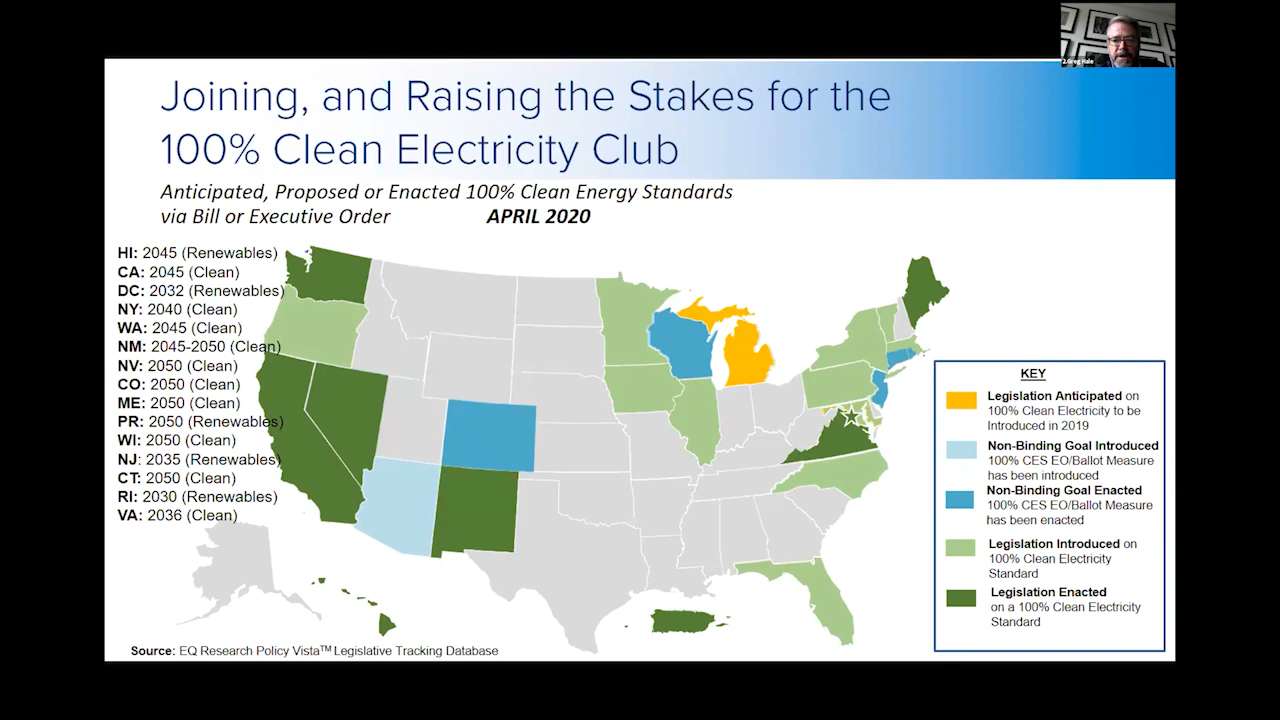 2.Greg Hale
Joining, and Raising the Stakes for the
100% Clean Electricity Club
Anticipated, Proposed or Enacted 100% Clean Energy Standards
via Bill or Executive Order APRIL 2020
HI: 2045 (Renewables)
CA: 2045 (Clean)
DC: 2032 (Renewables)
NY: 2040 (Clean)
WA: 2045 (Clean)
NM: 2045-2050 (Clean)
NV: 2050 (Clean)
CO: 2050 (Clean)
ME: 2050 (Clean)
PR: 2050 (Renewables)
WI: 2050 (Clean)
NJ: 2035 (Renewables)
CT: 2050 (Clean)
RI: 2030 (Renewables)
VA: 2036 (Clean)
KEY
Legislation Anticipated on
100% Clean Electricity to be
Introduced in 2019
Non-Binding Goal Introduced
100% CES EO/Ballot Measure
has been introduced
Non-Binding Goal Enacted
100% CES EO/Ballot Measure
has been enacted
Legislation Introduced on
100% Clean Electricity
Standard
Legislation Enacted
on a 100% Clean Electricity
Standard
Source: EQ Research Policy Vista™ Legislative Tracking Database